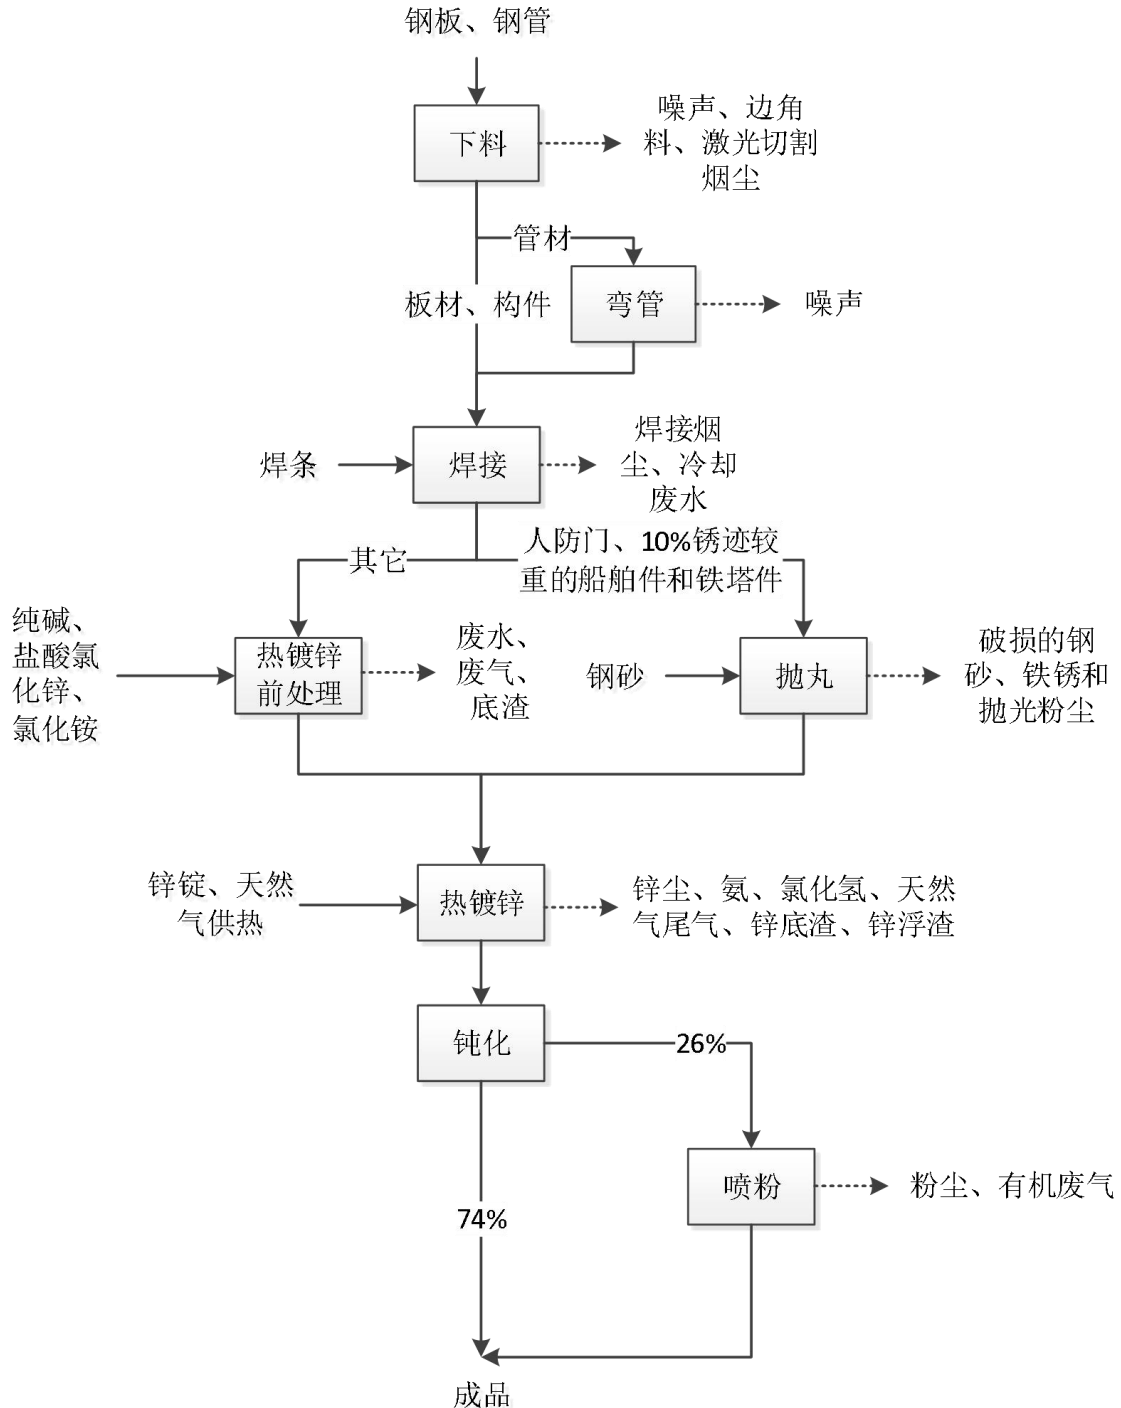 钢板、钢管
下料
噪声、边角
料、激光切割
烟尘
管材
板材、构件
弯管
噪声
焊条
焊接
焊接烟
尘、冷却
废水
其它
人防门、10%锈迹较
重的船舶件和铁塔件
纯碱、
盐酸氯
化锌、
氯化铵
热镀锌
前处理
废水、
废气、
底渣
钢砂
抛丸
破损的钢
砂、铁锈和
抛光粉尘
锌锭、天然
气供热
热镀锌
锌尘、氨、氯化氢、天然
气尾气、锌底渣、锌浮渣
钝化
26%
喷粉
粉尘、有机废气
74%
成品